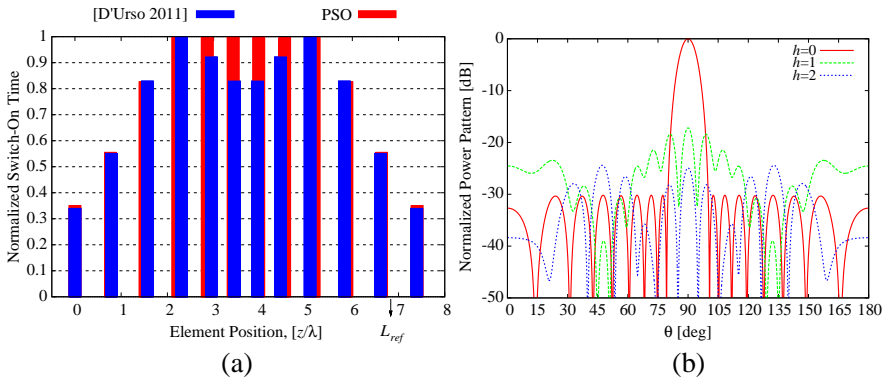 [D'Urso 2011] PSO
Normalized Switch-On Time
1
0.9
0.8
0.7
0.6
0.5
0.4
0.3
0.2
0.1
0
0 1 2 3 4 5 6 7 8
Element Position, [z/λ]
L_ref
(a)
Normalized Power Pattern [dB]
0
-10
-20
-30
-40
-50
h=0
h=1
h=2
0 15 30 45 60 75 90 105 120 135 150 165 180
θ [deg]
(b)